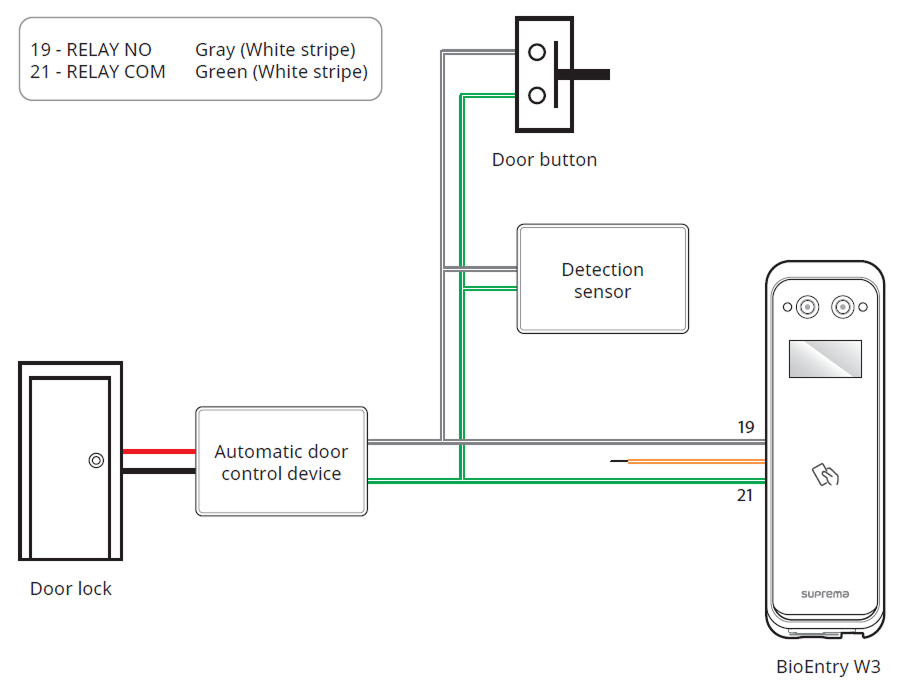 19 - RELAY NO Gray (White stripe)
21 - RELAY COM Green (White stripe)
Door button
Detection
sensor
19
Automatic door
control device
21
Door lock
suprema
BioEntry W3